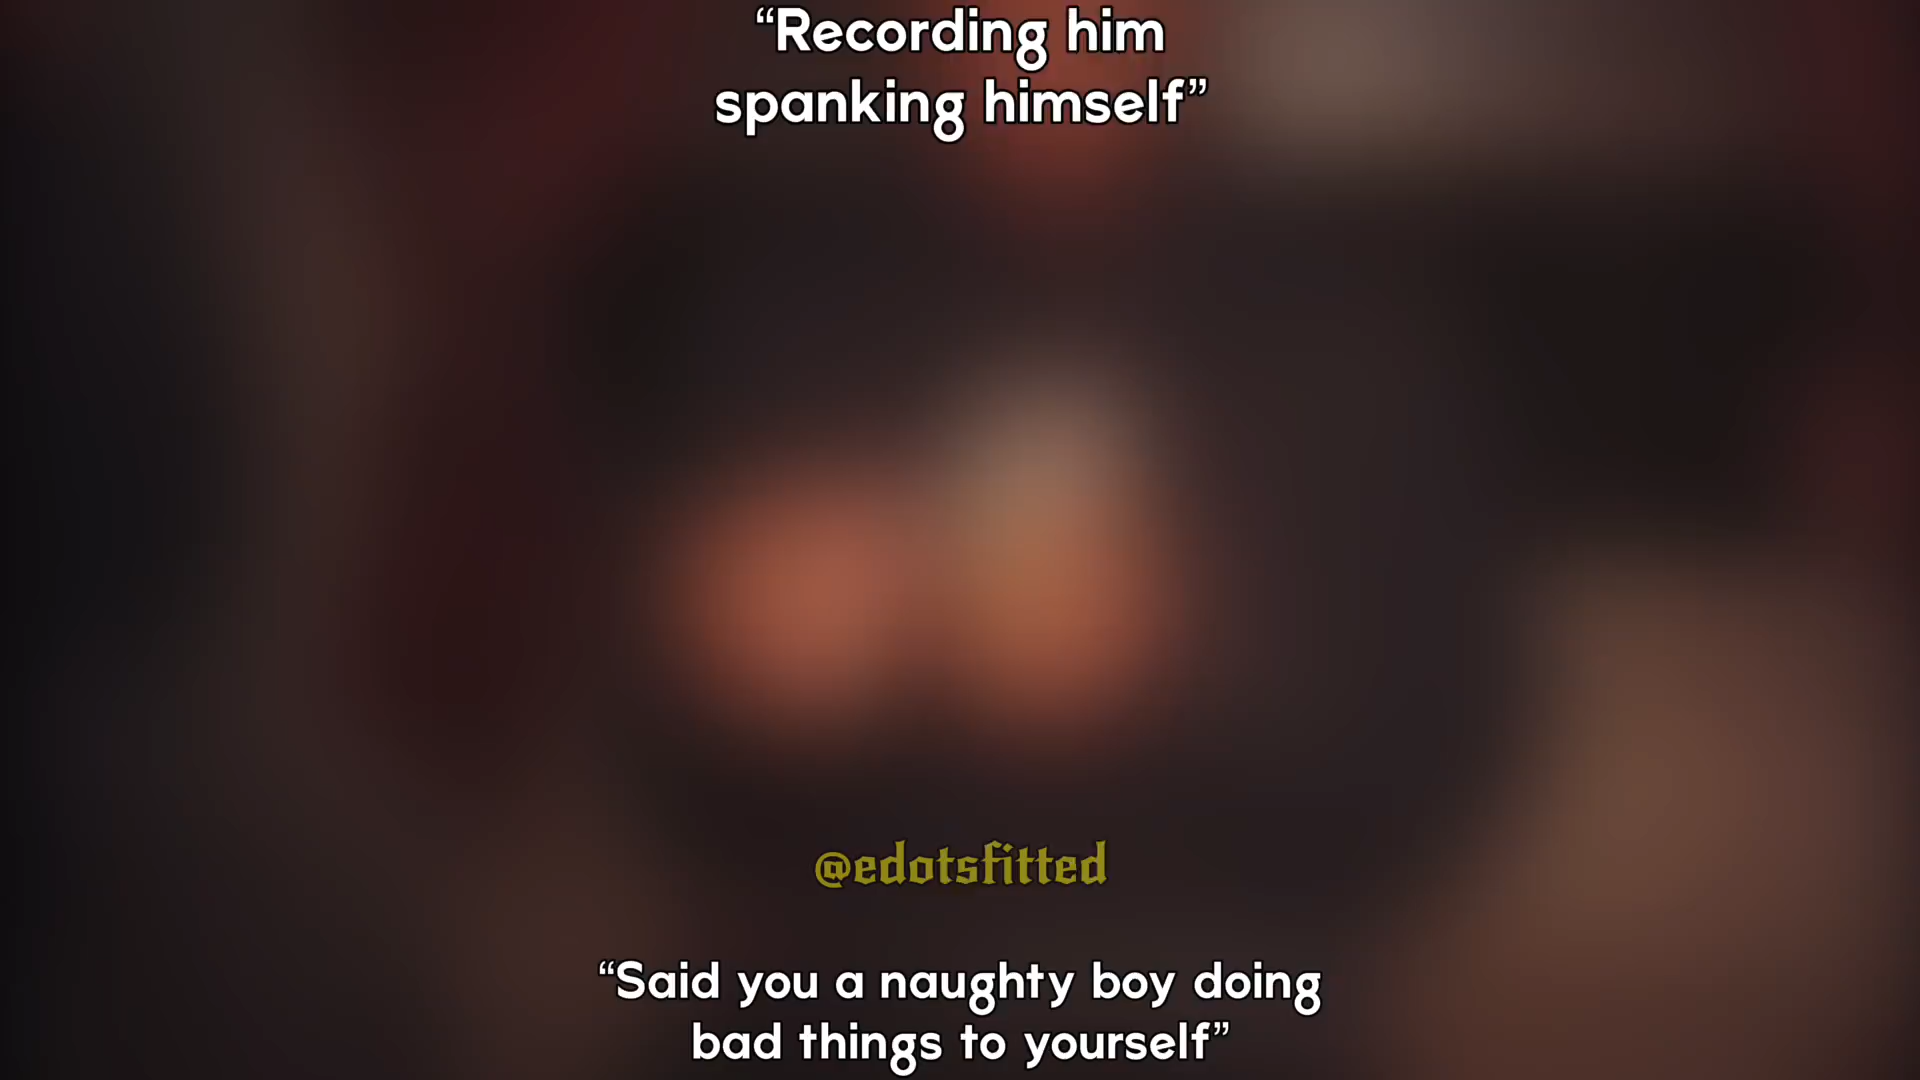 “Recording him
spanking himself”
@edotsfitted
“Said you a naughty boy doing
bad things to yourself”